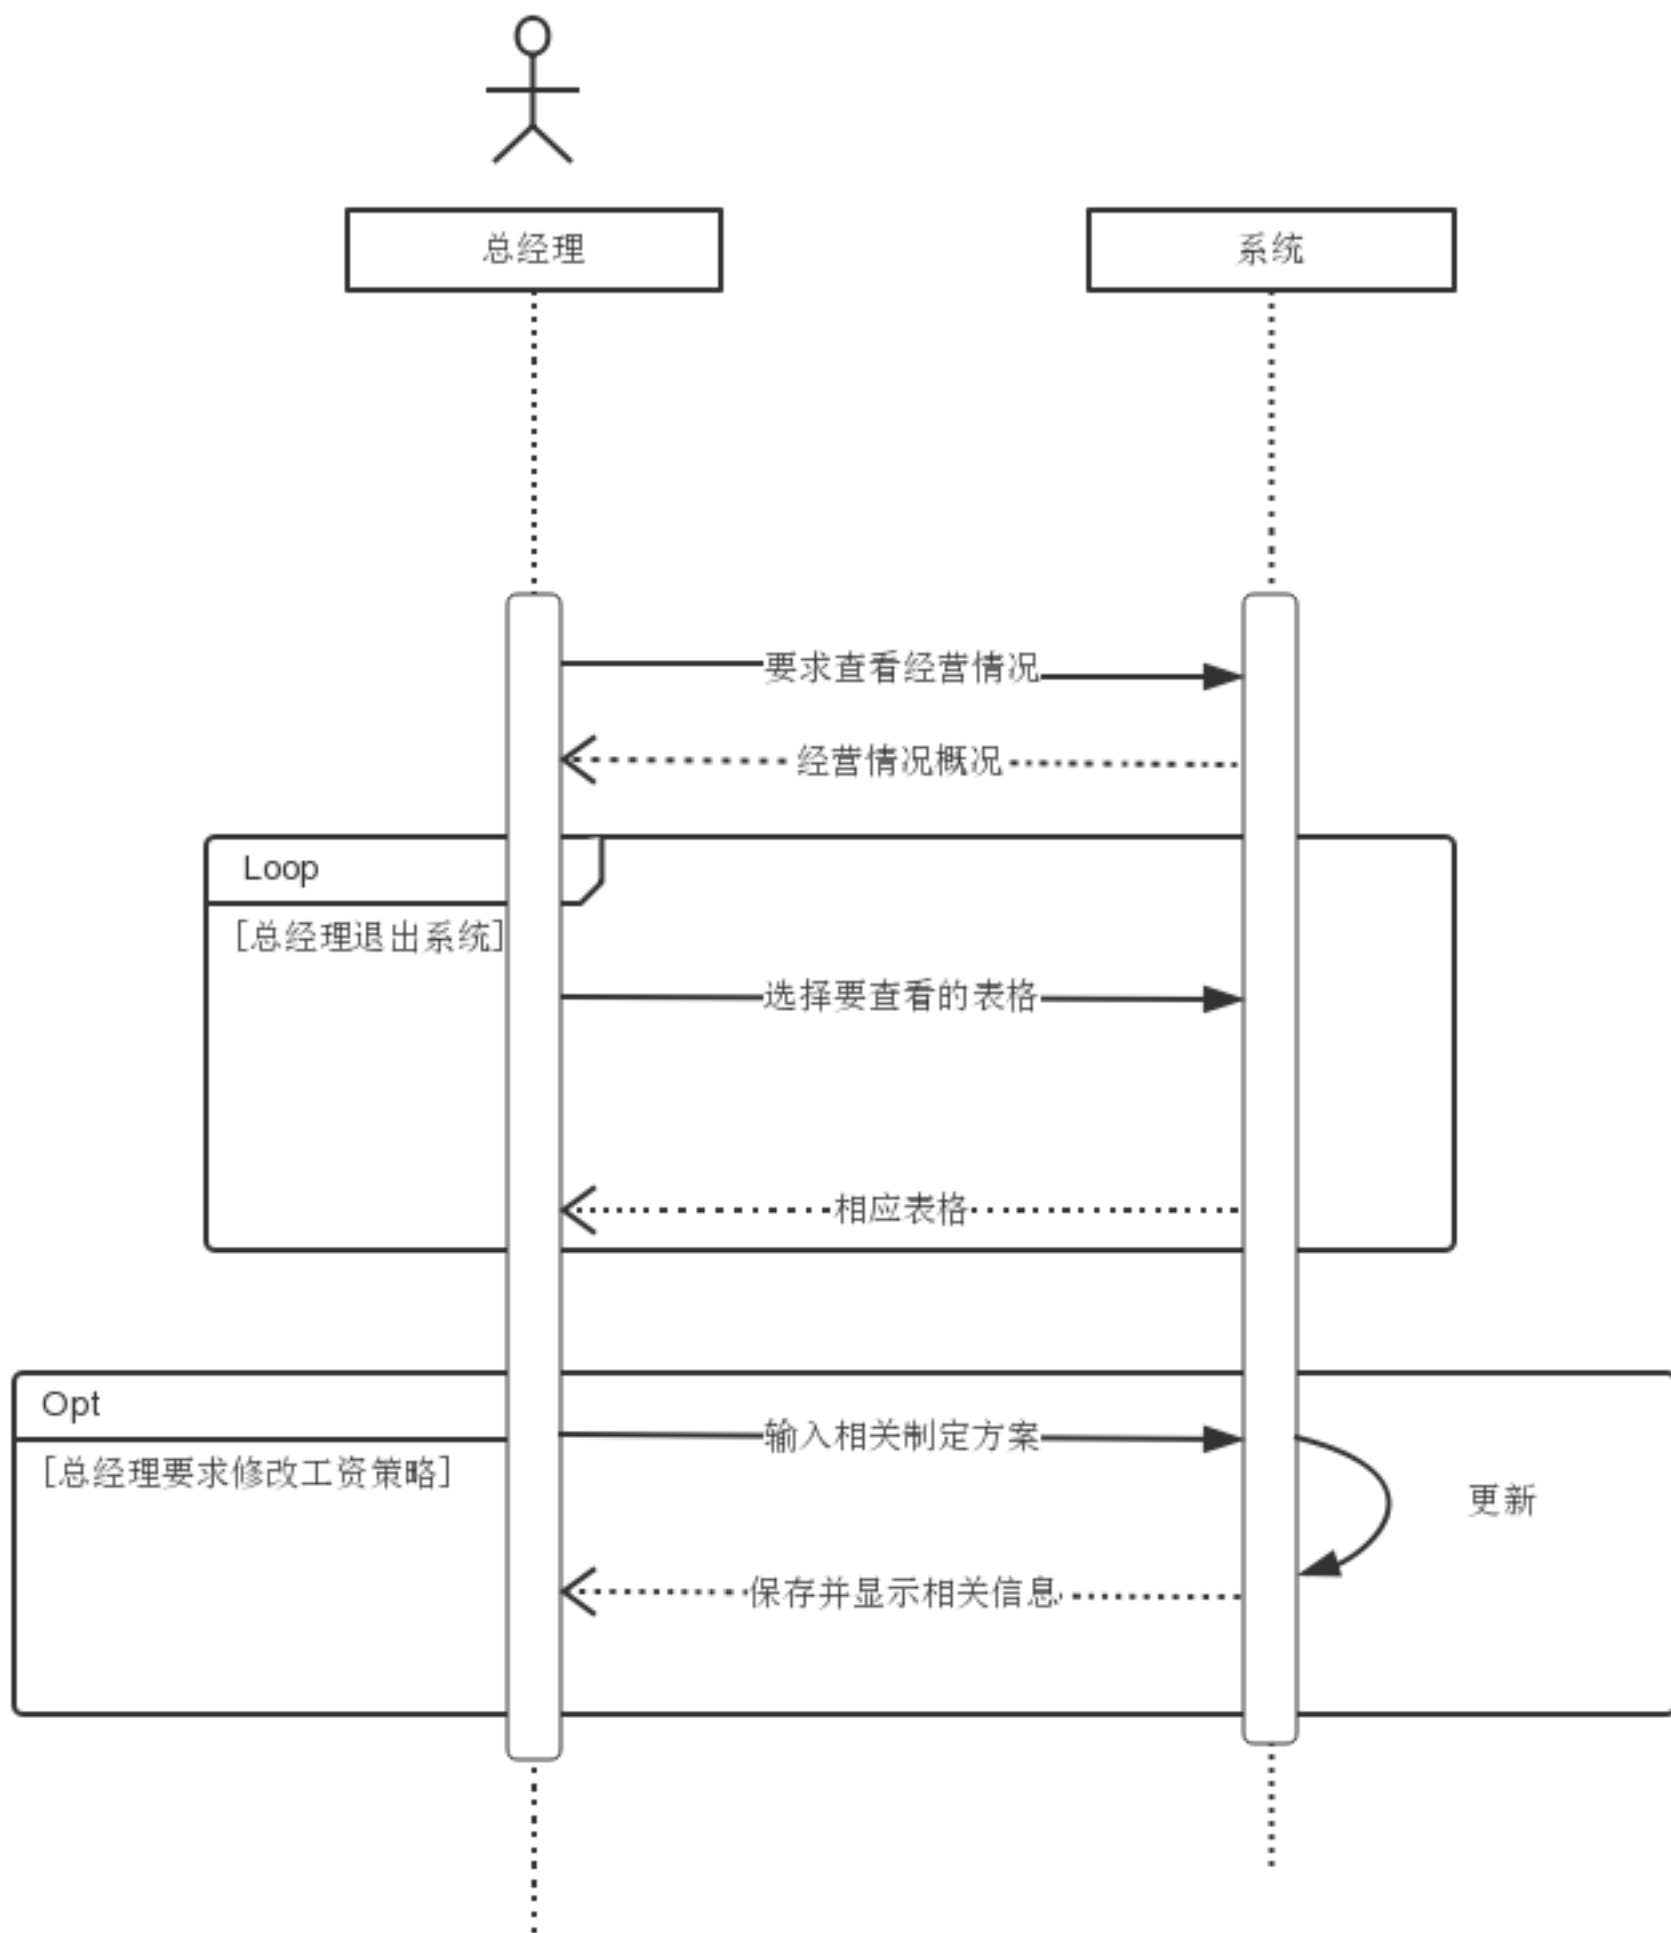 总经理
系统
要求查看经营情况
经营情况概况
Loop
[总经理退出系统]
选择要查看的表格
相应表格
Opt
输入相关制定方案
[总经理要求修改工资策略]
更新
保存并显示相关信息